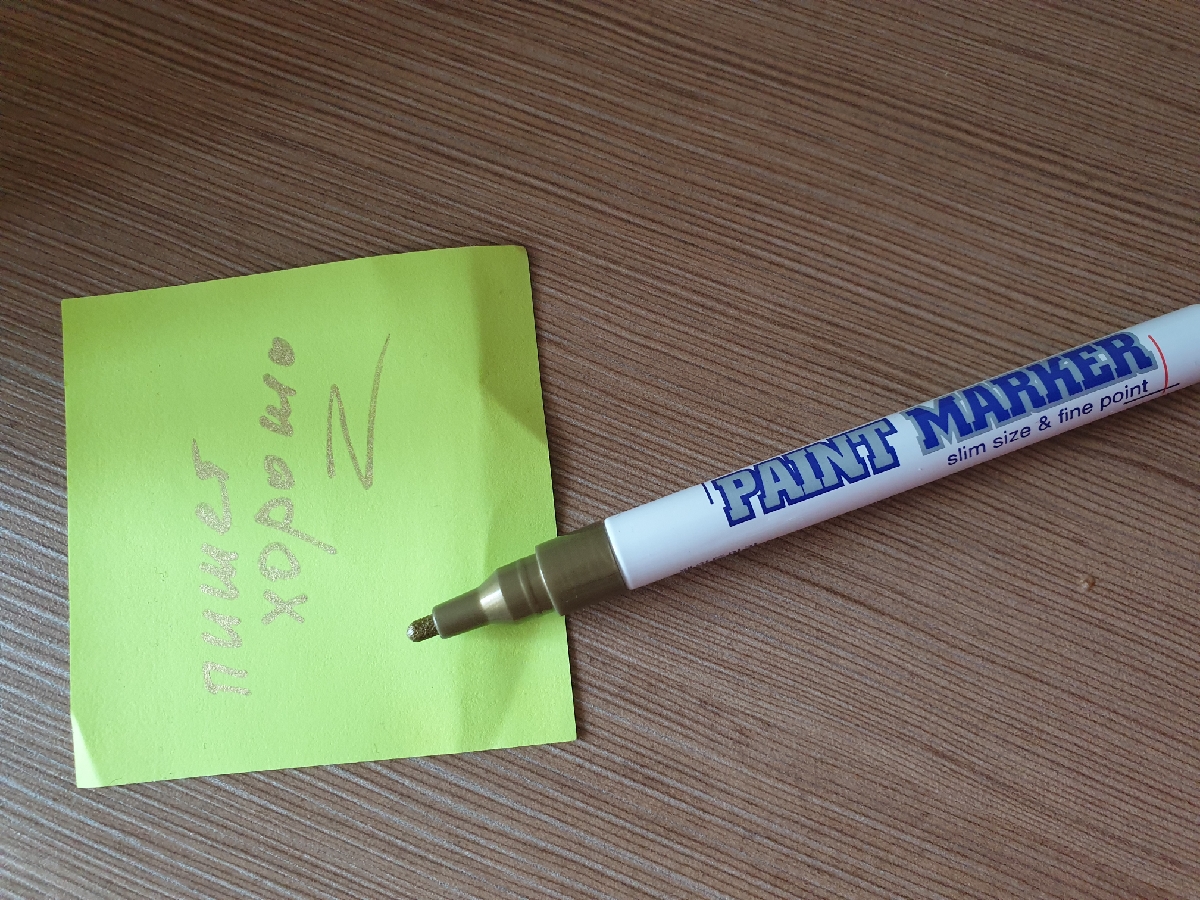 пишет
хорошо
PAINT MARKER
slim size & fine point